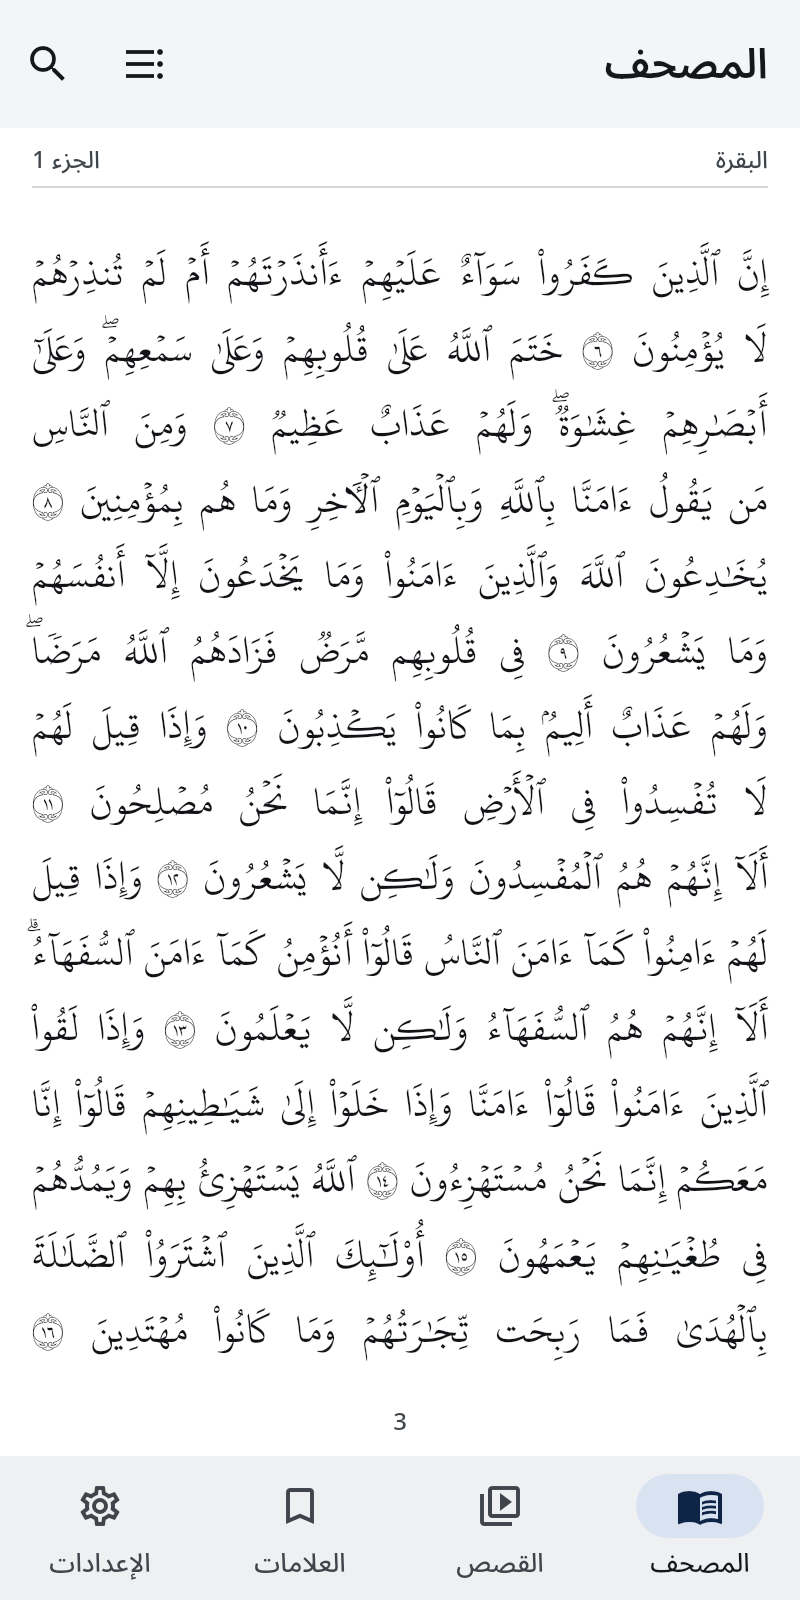 المصحف
البقرة
الجزء 1
إِنَّ ٱلَّذِينَ كَفَرُوا۟ سَوَآءٌ عَلَيْهِمْ ءَأَنذَرْتَهُمْ أَمْ لَمْ تُنذِرْهُمْ
لَا يُؤْمِنُونَ ٦ خَتَمَ ٱللَّهُ عَلَىٰ قُلُوبِهِمْ وَعَلَىٰ سَمْعِهِمْ ۖ وَعَلَىٰٓ
أَبْصَـٰرِهِمْ غِشَـٰوَةٌ ۖ وَلَهُمْ عَذَابٌ عَظِيمٌ ٧ وَمِنَ ٱلنَّاسِ
مَن يَقُولُ ءَامَنَّا بِٱللَّهِ وَبِٱلْيَوْمِ ٱلْـَٔاخِرِ وَمَا هُم بِمُؤْمِنِينَ ٨
يُخَـٰدِعُونَ ٱللَّهَ وَٱلَّذِينَ ءَامَنُوا۟ وَمَا يَخْدَعُونَ إِلَّآ أَنفُسَهُمْ
وَمَا يَشْعُرُونَ ٩ فِى قُلُوبِهِم مَّرَضٌ فَزَادَهُمُ ٱللَّهُ مَرَضًا ۖ
وَلَهُمْ عَذَابٌ أَلِيمٌۢ بِمَا كَانُوا۟ يَكْذِبُونَ ١٠ وَإِذَا قِيلَ لَهُمْ
لَا تُفْسِدُوا۟ فِى ٱلْأَرْضِ قَالُوٓا۟ إِنَّمَا نَحْنُ مُصْلِحُونَ ١١
أَلَآ إِنَّهُمْ هُمُ ٱلْمُفْسِدُونَ وَلَـٰكِن لَّا يَشْعُرُونَ ١٢ وَإِذَا قِيلَ
لَهُمْ ءَامِنُوا۟ كَمَآ ءَامَنَ ٱلنَّاسُ قَالُوٓا۟ أَنُؤْمِنُ كَمَآ ءَامَنَ ٱلسُّفَهَآءُ ۗ
أَلَآ إِنَّهُمْ هُمُ ٱلسُّفَهَآءُ وَلَـٰكِن لَّا يَعْلَمُونَ ١٣ وَإِذَا لَقُوا۟
ٱلَّذِينَ ءَامَنُوا۟ قَالُوٓا۟ ءَامَنَّا وَإِذَا خَلَوْا۟ إِلَىٰ شَيَـٰطِينِهِمْ قَالُوٓا۟ إِنَّا
مَعَكُمْ إِنَّمَا نَحْنُ مُسْتَهْزِءُونَ ١٤ ٱللَّهُ يَسْتَهْزِئُ بِهِمْ وَيَمُدُّهُمْ
فِى طُغْيَـٰنِهِمْ يَعْمَهُونَ ١٥ أُو۟لَـٰٓئِكَ ٱلَّذِينَ ٱشْتَرَوُا۟ ٱلضَّلَـٰلَةَ
بِٱلْهُدَىٰ فَمَا رَبِحَت تِّجَـٰرَتُهُمْ وَمَا كَانُوا۟ مُهْتَدِينَ ١٦
3
المصحف
القصص
العلامات
الإعدادات